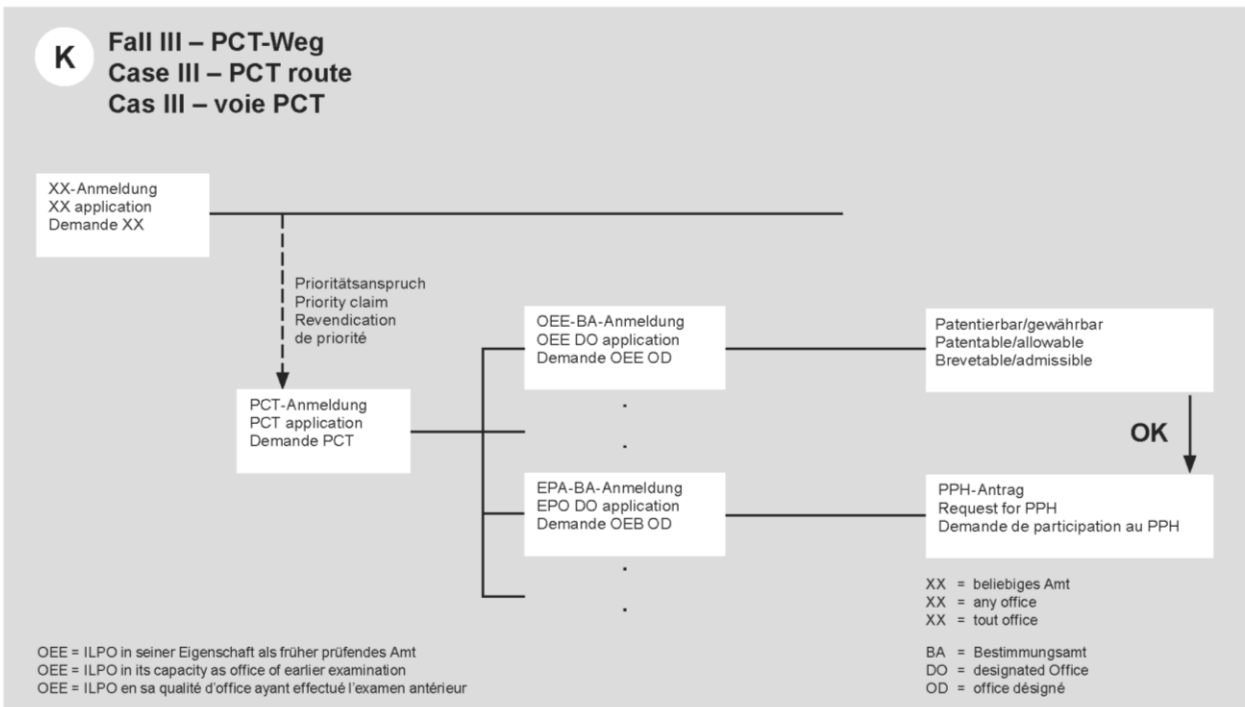 K
Fall III – PCT-Weg
Case III – PCT route
Cas III – voie PCT
XX-Anmeldung
XX application
Demande XX
Prioritätsanspruch
Priority claim
Revendication
de priorité
PCT-Anmeldung
PCT application
Demande PCT
OEE-BA-Anmeldung
OEE DO application
Demande OEE OD
Patentierbar/gewährbar
Patentable/allowable
Brevetable/admissible
OK
EPA-BA-Anmeldung
EPO DO application
Demande OEB OD
PPH-Antrag
Request for PPH
Demande de participation au PPH
XX = beliebiges Amt
XX = any office
XX = tout office
BA = Bestimmungsamt
DO = designated Office
OD = office désigné
OEE = ILPO in seiner Eigenschaft als früher prüfendes Amt
OEE = ILPO in its capacity as office of earlier examination
OEE = ILPO en sa qualité d'office ayant effectué l'examen antérieur